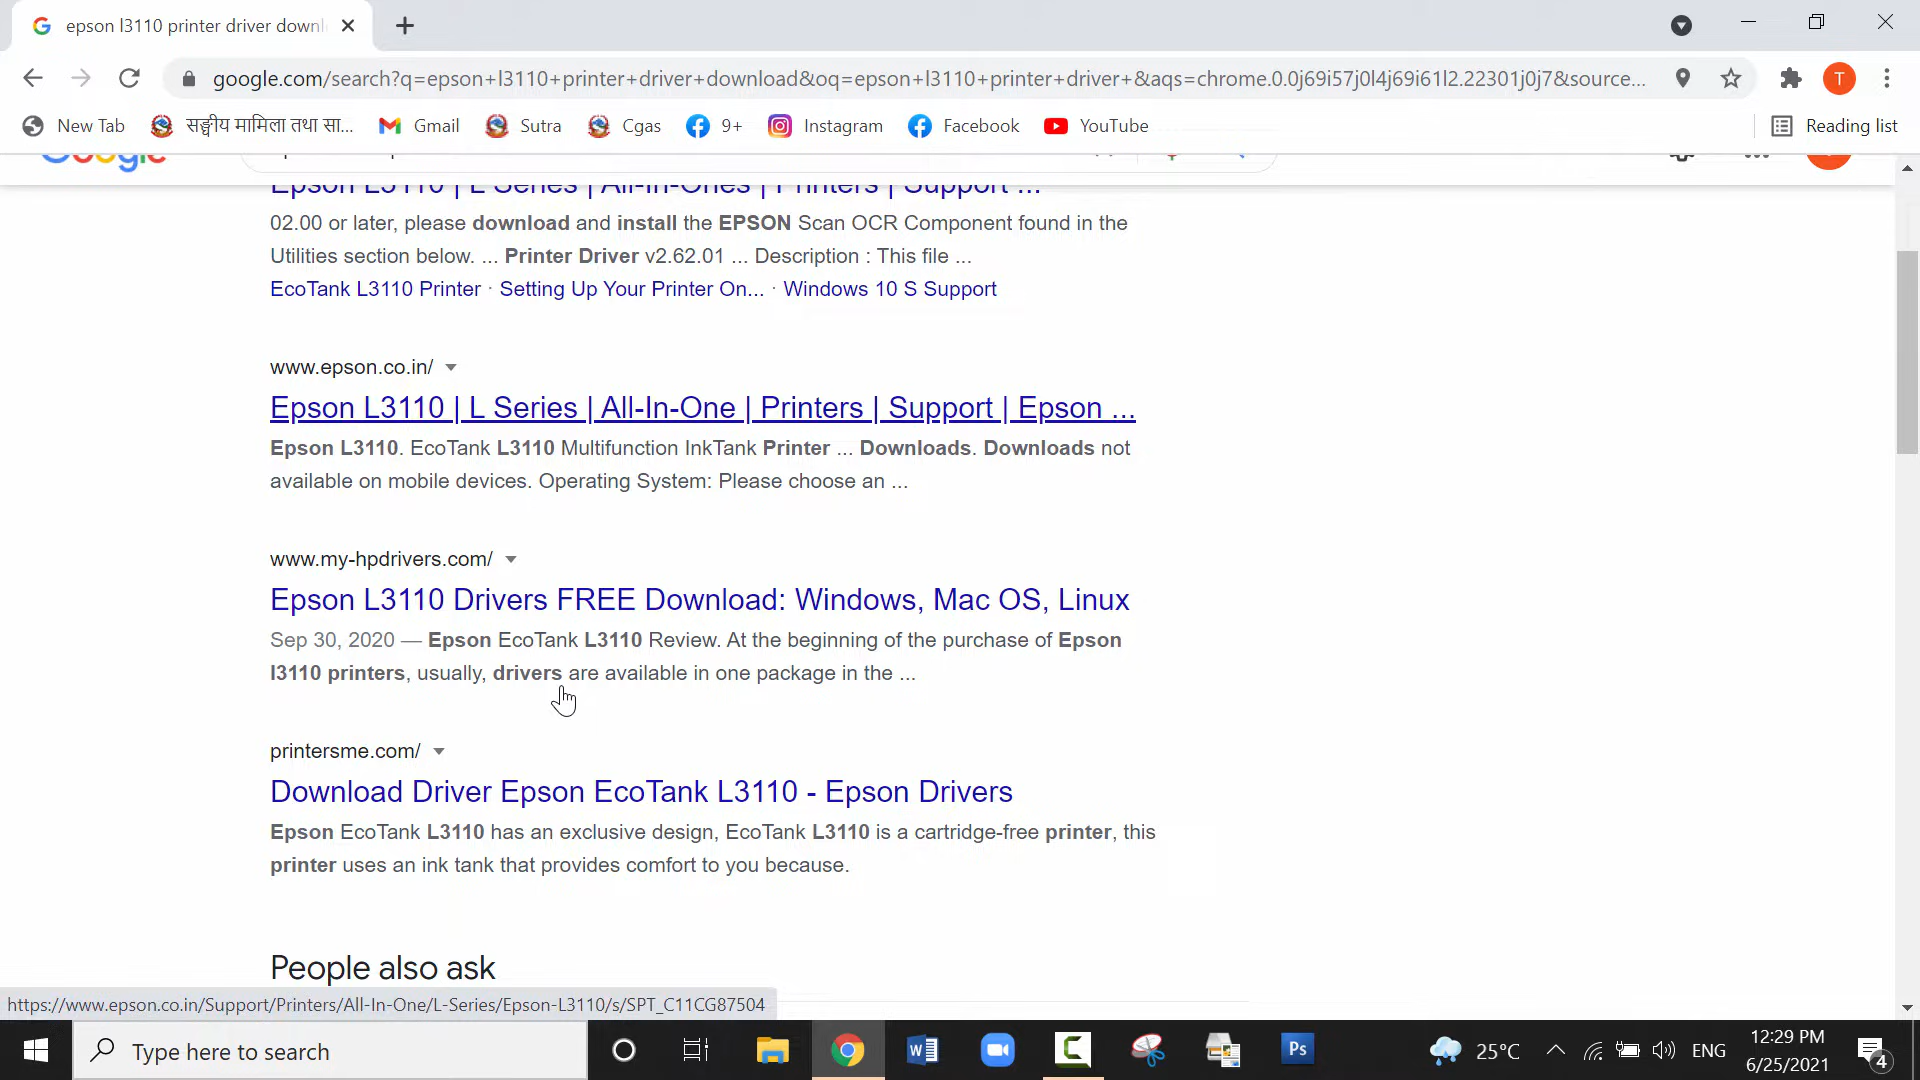 epson l3110 printer driver downl
google.com/search?q=epson+l3110+printer+driver+download&oq=epson+l3110+printer+driver+&aqs=chrome.0.0j69i57j0l4j69i61l2.22301j0j7&source...
T
New Tab
सङ्घीय मामिला तथा सा...
Gmail
Sutra
Cgas
9+
Instagram
Facebook
YouTube
Reading list
Epson L3110 | L Series | All-In-Ones | Printers | Support ...
02.00 or later, please download and install the EPSON Scan OCR Component found in the
Utilities section below. ... Printer Driver v2.62.01 ... Description : This file ...
EcoTank L3110 Printer · Setting Up Your Printer On... · Windows 10 S Support
www.epson.co.in/
Epson L3110 | L Series | All-In-One | Printers | Support | Epson ...
Epson L3110. EcoTank L3110 Multifunction InkTank Printer ... Downloads. Downloads not
available on mobile devices. Operating System: Please choose an ...
www.my-hpdrivers.com/
Epson L3110 Drivers FREE Download: Windows, Mac OS, Linux
Sep 30, 2020 — Epson EcoTank L3110 Review. At the beginning of the purchase of Epson
l3110 printers, usually, drivers are available in one package in the ...
printersme.com/
Download Driver Epson EcoTank L3110 - Epson Drivers
Epson EcoTank L3110 has an exclusive design, EcoTank L3110 is a cartridge-free printer, this
printer uses an ink tank that provides comfort to you because.
People also ask
https://www.epson.co.in/Support/Printers/All-In-One/L-Series/Epson-L3110/s/SPT_C11CG87504
Type here to search
Ps
25°C
ENG
12:29 PM
6/25/2021
4